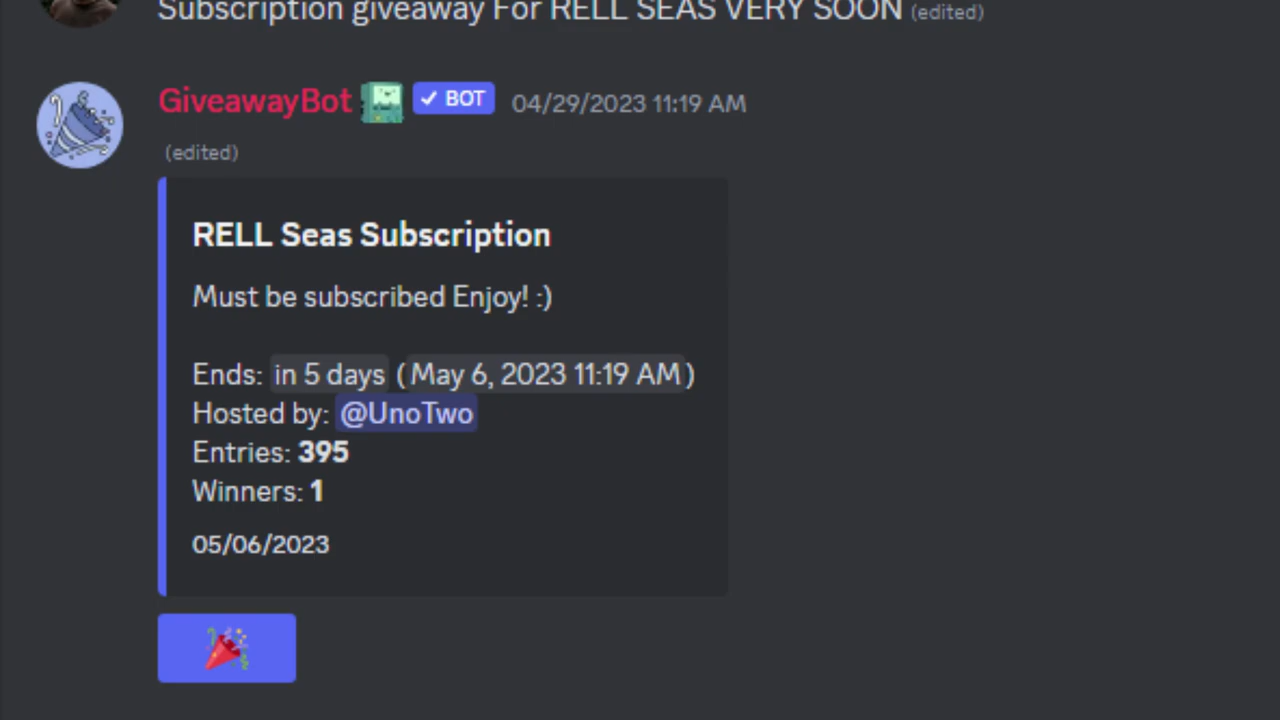 Subscription giveaway For RELL SEAS VERY SOON (edited)
GiveawayBot ✓ BOT 04/29/2023 11:19 AM
(edited)
RELL Seas Subscription
Must be subscribed Enjoy! :)
Ends: in 5 days (May 6, 2023 11:19 AM)
Hosted by: @UnoTwo
Entries: 395
Winners: 1
05/06/2023